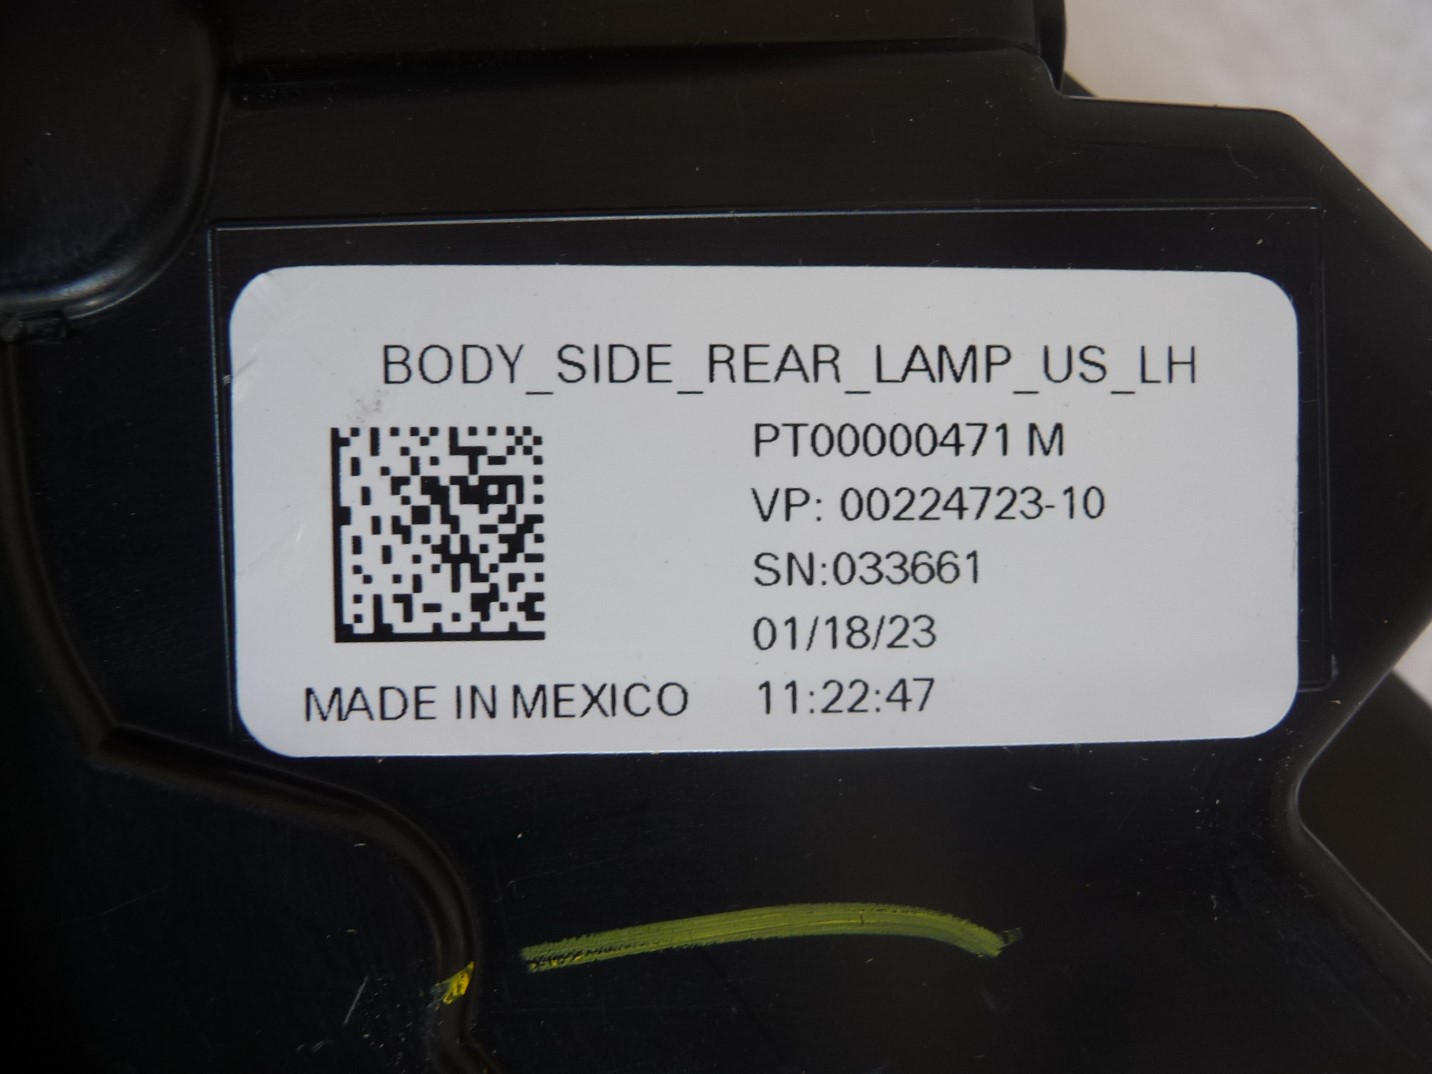 BODY_SIDE_REAR_LAMP_US_LH
PT00000471 M
VP: 00224723-10
SN:033661
01/18/23
MADE IN MEXICO
11:22:47